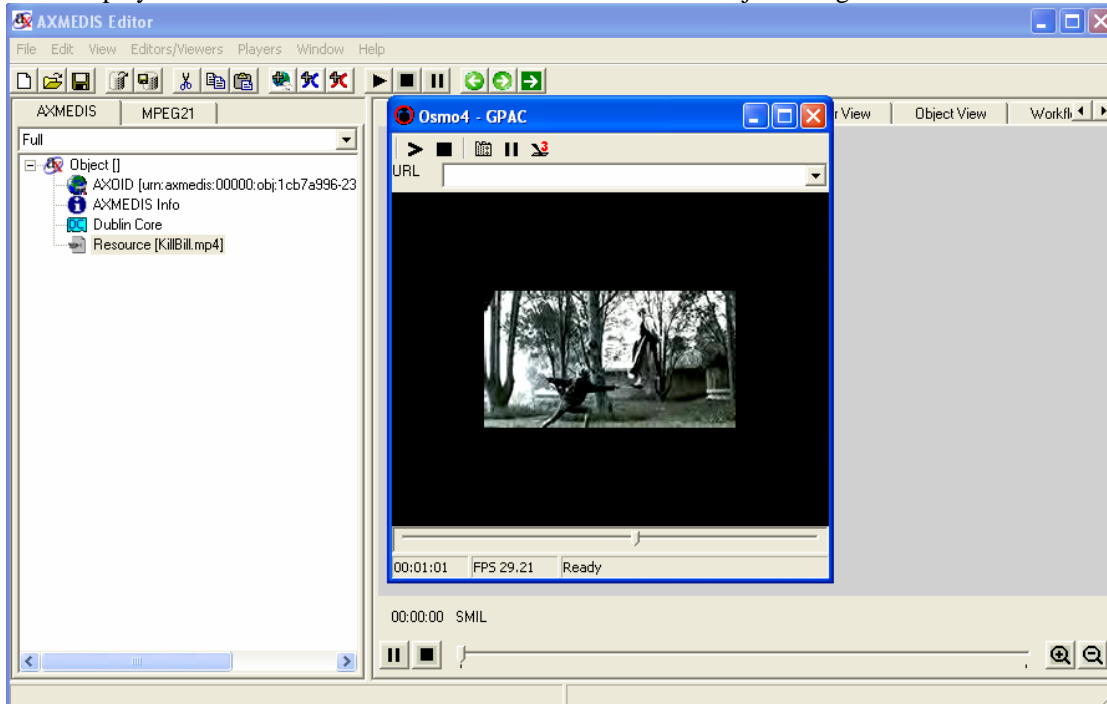 AXMEDIS Editor
File Edit View Editors/Viewers Players Window Help
AXMEDIS MPEG21
Full
Object []
AXOID [urn:axmedis:00000:obj:1cb7a996-23
AXMEDIS Info
DC Dublin Core
Resource [KillBill.mp4]
r View Object View Workfl
Osmo4 - GPAC
URL
00:01:01 FPS 29.21 Ready
00:00:00 SMIL